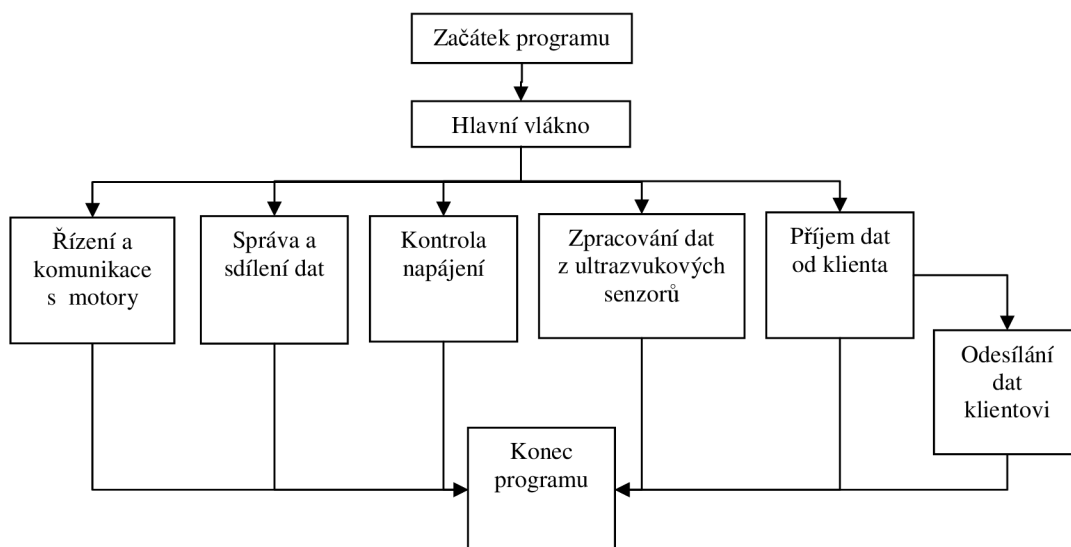 Začátek programu
Hlavní vlákno
Řízení a
komunikace
s motory
Správa a
sdílení dat
Kontrola
napájení
Zpracování dat
z ultrazvukových
senzorů
Příjem dat
od klienta
Odesílání
dat
klientovi
Konec
programu